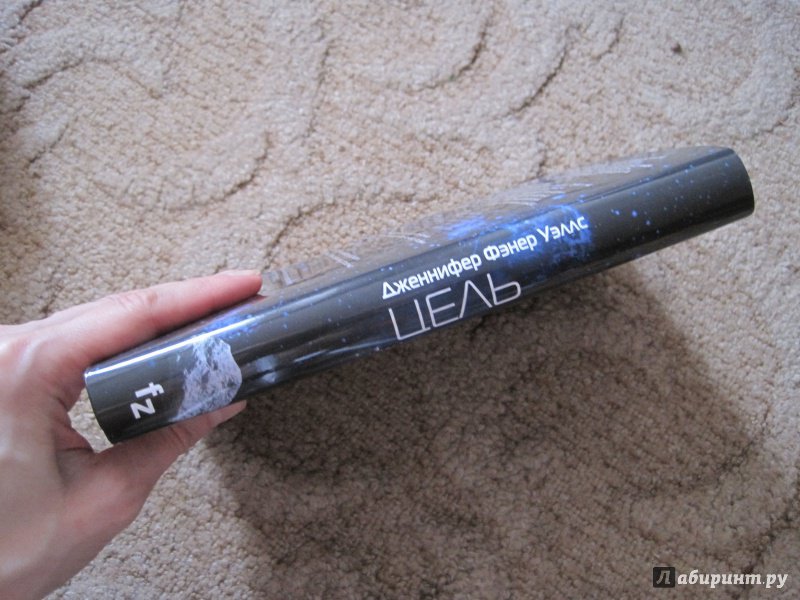 Дженнифер Фэнер Уэллс
ЦЕЛЬ
fz
Лабиринт.ру